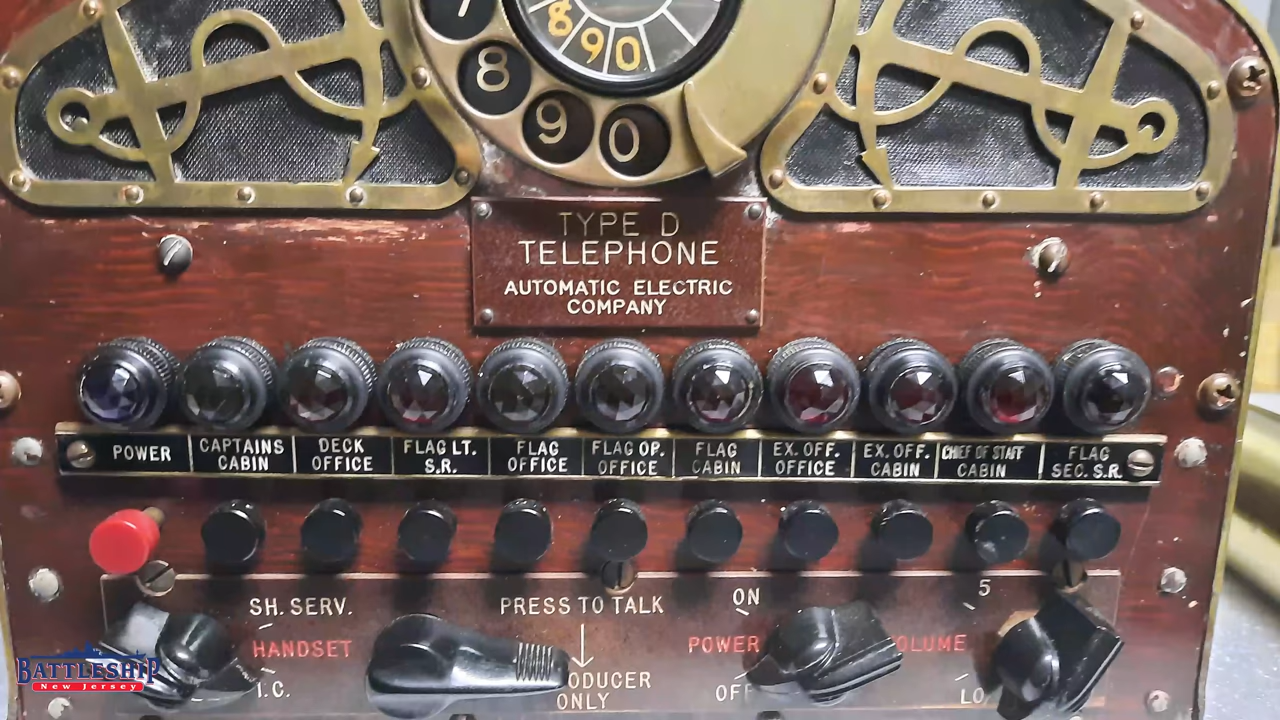 7
8
9
0
8
9
0
TYPE D
TELEPHONE
AUTOMATIC ELECTRIC
COMPANY
POWER
CAPTAINS
CABIN
DECK
OFFICE
FLAG LT.
S.R.
FLAG
OFFICE
FLAG OP.
OFFICE
FLAG
CABIN
EX. OFF.
OFFICE
EX. OFF.
CABIN
CHIEF OF STAFF
CABIN
FLAG
SEC. S.R.
SH. SERV.
HANDSET
I.C.
PRESS TO TALK
ODUCER
ONLY
ON
POWER
OFF
5
OLUME
LO
BATTLESHIP
New Jersey